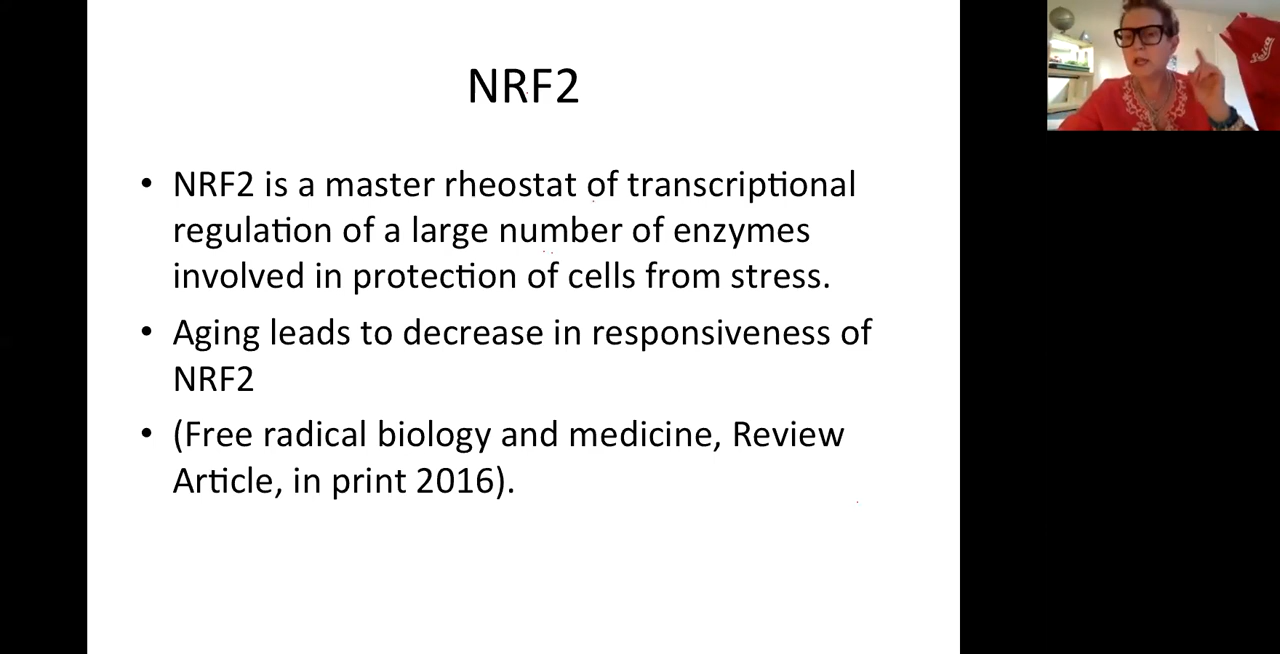 NRF2
• NRF2 is a master rheostat of transcriptional
regulation of a large number of enzymes
involved in protection of cells from stress.
• Aging leads to decrease in responsiveness of
NRF2
• (Free radical biology and medicine, Review
Article, in print 2016).
Leica